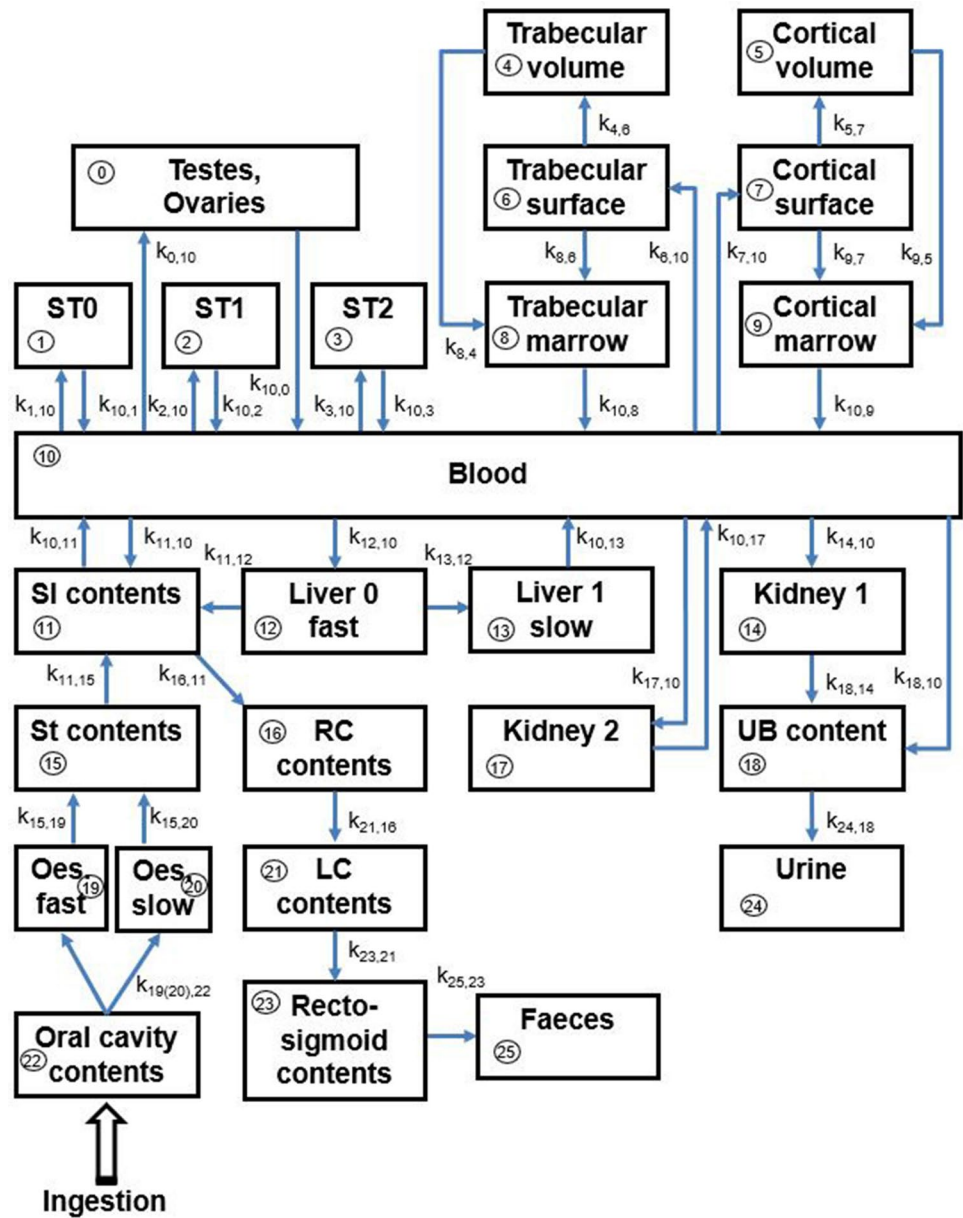 Trabecular
volume
4
Cortical
volume
5
k4,6
k5,7
Testes,
Ovaries
0
Trabecular
surface
6
Cortical
surface
7
k0,10
k8,6
k6,10
k7,10
k9,7
k9,5
ST0
1
ST1
2
ST2
3
Trabecular
marrow
8
Cortical
marrow
9
k8,4
k1,10
k10,1
k2,10
k10,2
k10,0
k3,10
k10,3
k10,8
k10,9
10
Blood
k10,11
k11,10
k11,12
k12,10
k13,12
k10,13
k10,17
k14,10
SI contents
11
Liver 0
fast
12
Liver 1
slow
13
Kidney 1
14
k11,15
k16,11
k17,10
k18,14
k18,10
St contents
15
RC
contents
16
Kidney 2
17
UB content
18
k15,19
k15,20
k21,16
k24,18
Oes.
fast
19
Oes.
slow
20
LC
contents
21
Urine
24
k19(20),22
k23,21
k25,23
Oral cavity
contents
22
Recto-
sigmoid
contents
23
Faeces
25
Ingestion